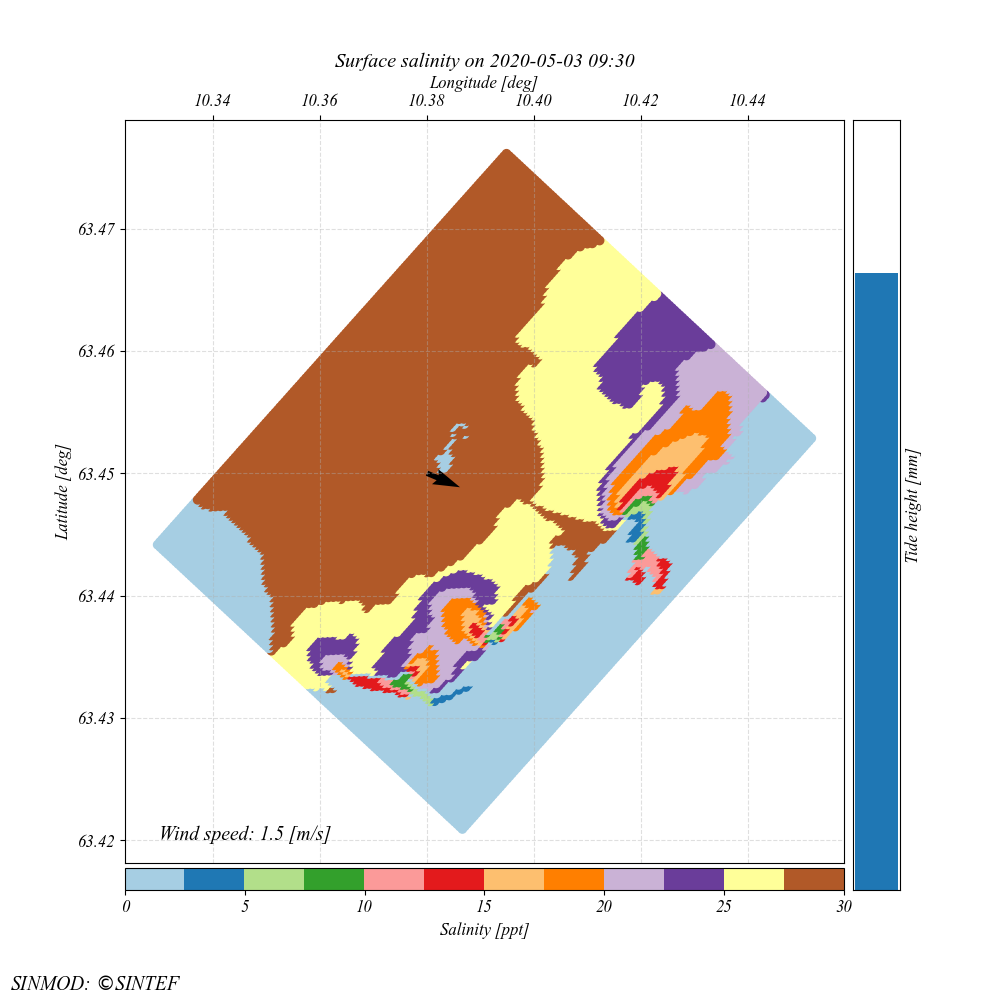 Surface salinity on 2020-05-03 09:30
Longitude [deg]
10.34 10.36 10.38 10.40 10.42 10.44
63.47
63.46
63.45
63.44
63.43
63.42
Latitude [deg]
Tide height [mm]
Wind speed: 1.5 [m/s]
0 5 10 15 20 25 30
Salinity [ppt]
SINMOD: ©SINTEF